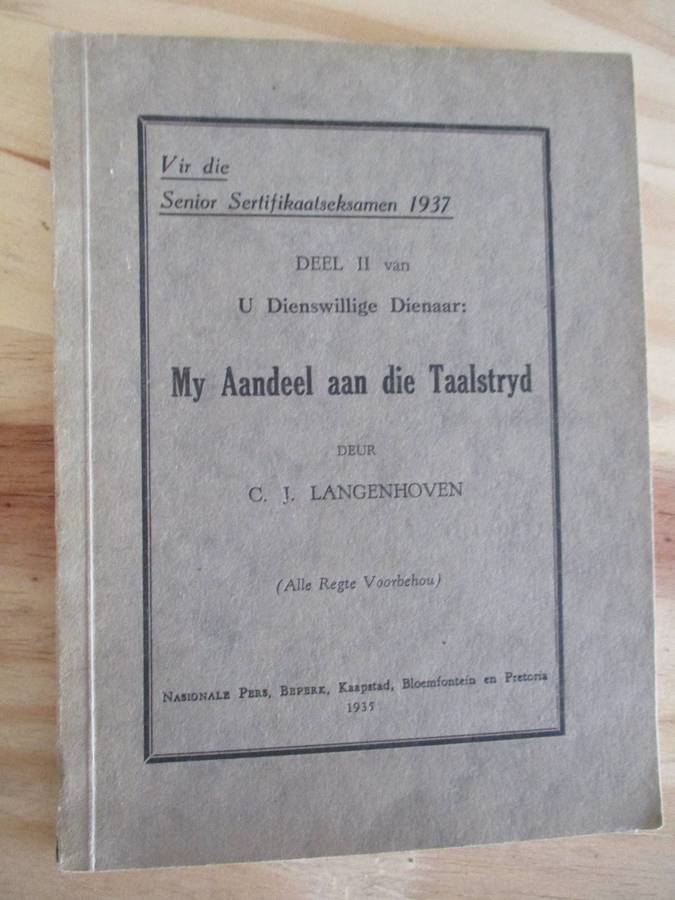 Vir die
Senior Sertifikaatseksamen 1937
DEEL II van
U Dienswillige Dienaar:
My Aandeel aan die Taalstryd
DEUR
C. J. LANGENHOVEN
(Alle Regte Voorbehou)
NASIONALE PERS, BEPERK, Kaapstad, Bloemfontein en Pretoria
1935